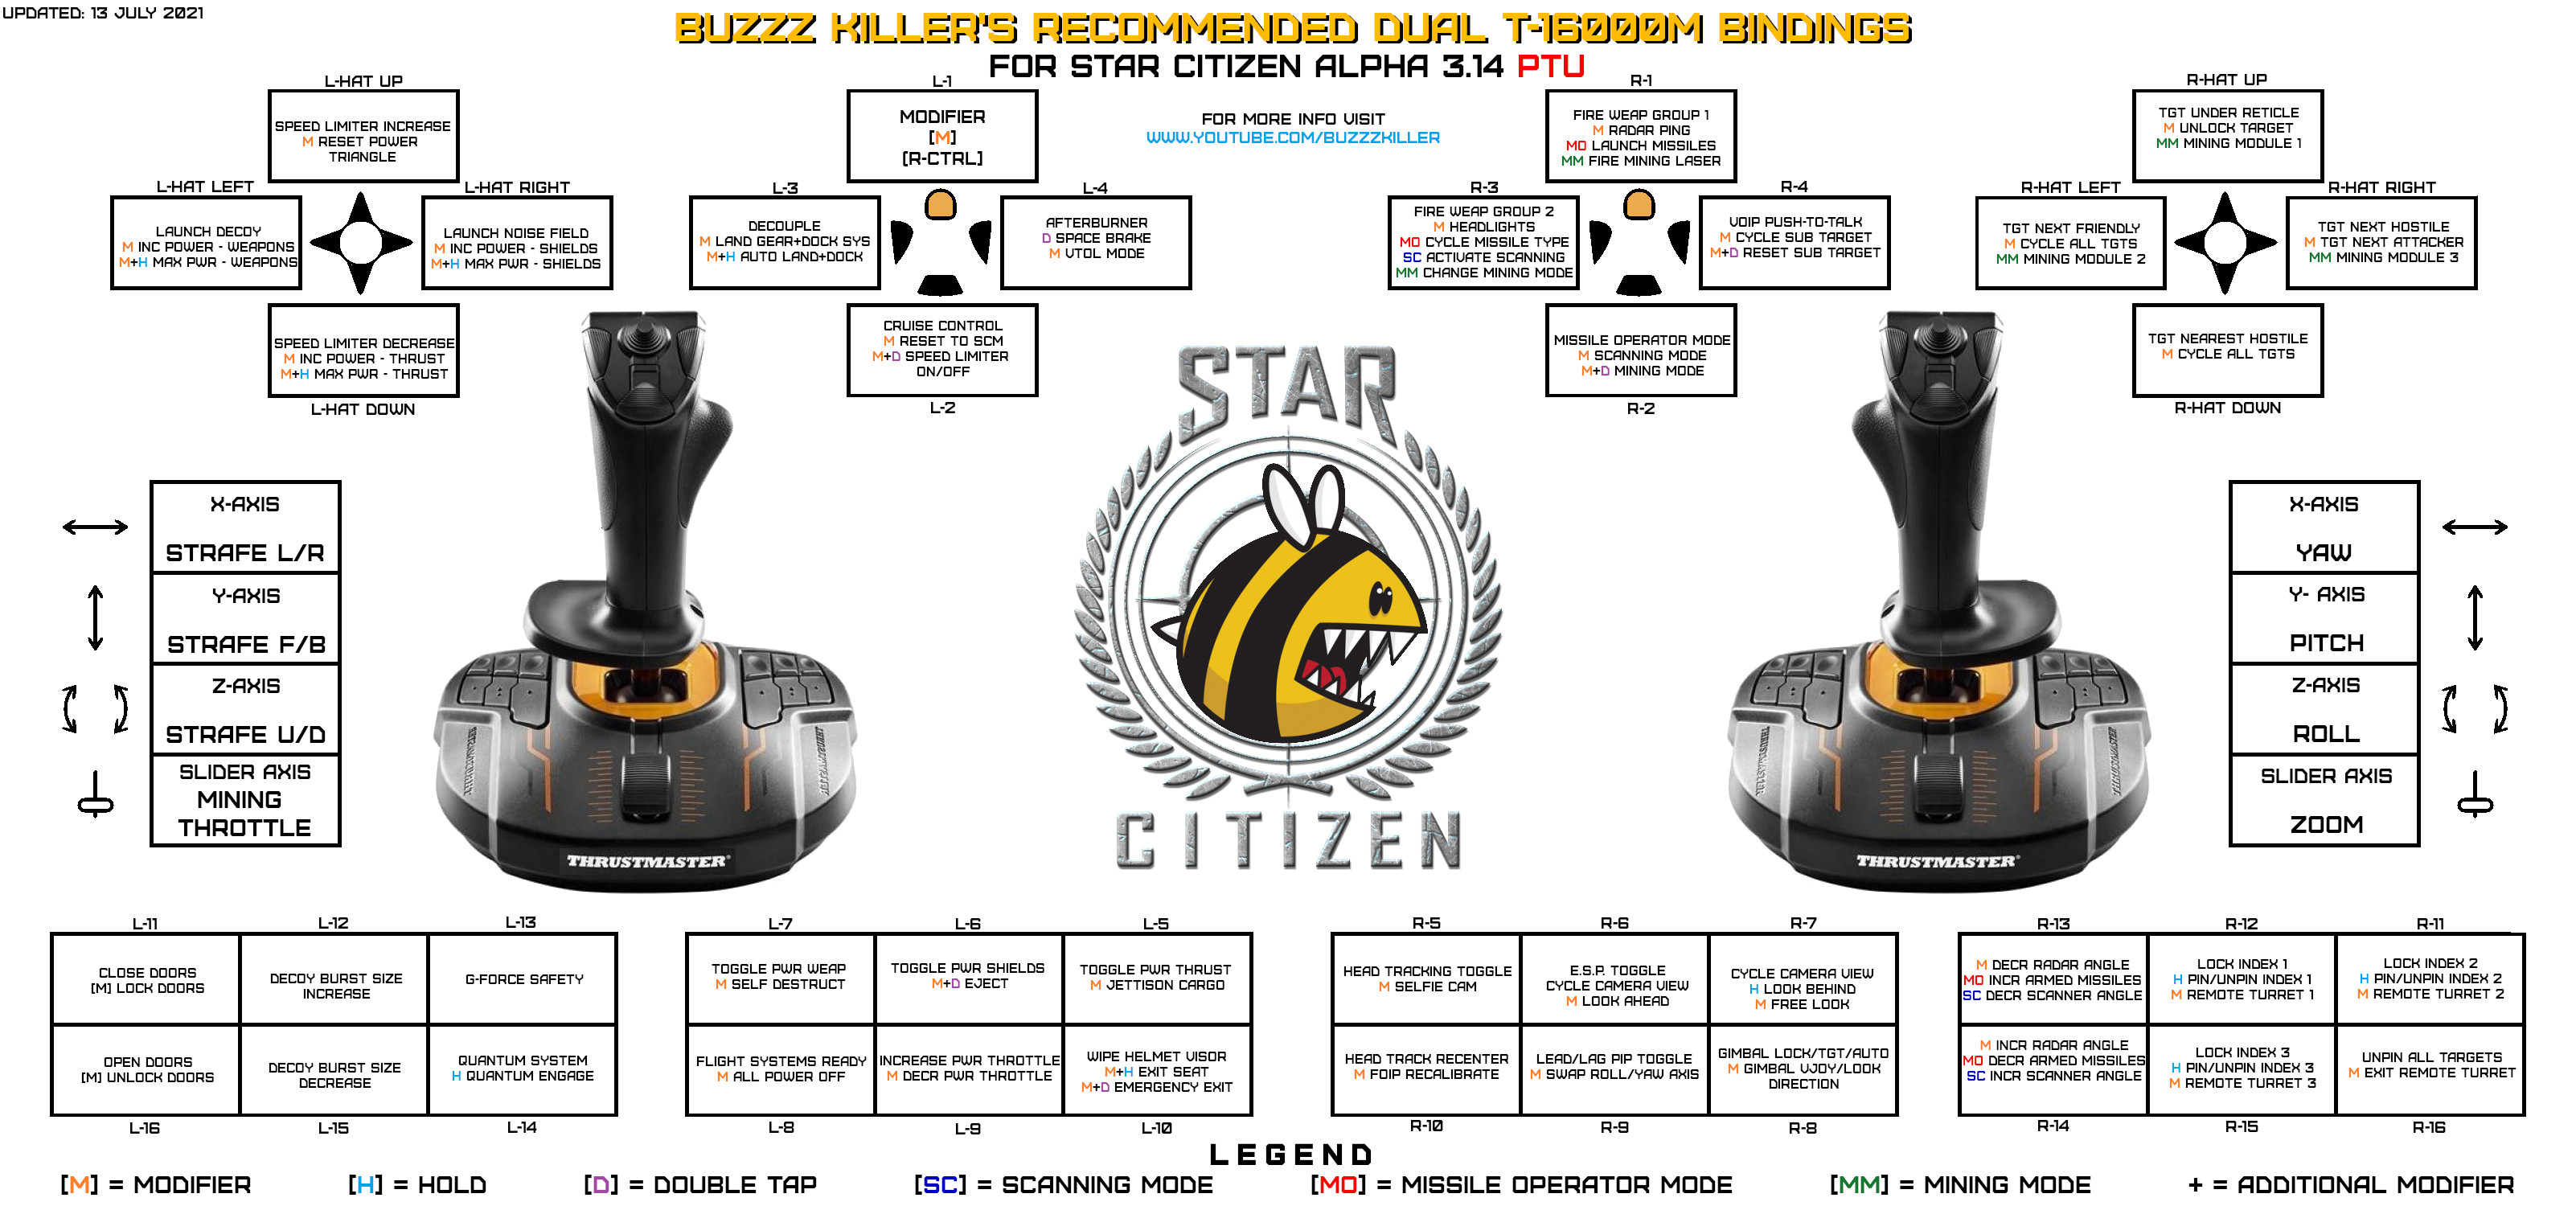 UPDATED: 13 JULY 2021
BUZZZ KILLER'S RECOMMENDED DUAL T-16000M BINDINGS
FOR STAR CITIZEN ALPHA 3.14 PTU
FOR MORE INFO VISIT
WWW.YOUTUBE.COM/BUZZZKILLER
L-HAT UP
SPEED LIMITER INCREASE
M RESET POWER
TRIANGLE
L-HAT LEFT
LAUNCH DECOY
M INC POWER - WEAPONS
M+H MAX PWR - WEAPONS
L-HAT RIGHT
LAUNCH NOISE FIELD
M INC POWER - SHIELDS
M+H MAX PWR - SHIELDS
SPEED LIMITER DECREASE
M INC POWER - THRUST
M+H MAX PWR - THRUST
L-HAT DOWN
L-1
MODIFIER
[M]
[R-CTRL]
L-3
DECOUPLE
M LAND GEAR+DOCK SYS
M+H AUTO LAND+DOCK
L-4
AFTERBURNER
D SPACE BRAKE
M VTOL MODE
CRUISE CONTROL
M RESET TO SCM
M+D SPEED LIMITER
ON/OFF
L-2
R-1
FIRE WEAP GROUP 1
M RADAR PING
MO LAUNCH MISSILES
MM FIRE MINING LASER
R-3
FIRE WEAP GROUP 2
M HEADLIGHTS
MO CYCLE MISSILE TYPE
SC ACTIVATE SCANNING
MM CHANGE MINING MODE
R-4
VOIP PUSH-TO-TALK
M CYCLE SUB TARGET
M+D RESET SUB TARGET
MISSILE OPERATOR MODE
M SCANNING MODE
M+D MINING MODE
R-2
R-HAT UP
TGT UNDER RETICLE
M UNLOCK TARGET
MM MINING MODULE 1
R-HAT LEFT
TGT NEXT FRIENDLY
M CYCLE ALL TGTS
MM MINING MODULE 2
R-HAT RIGHT
TGT NEXT HOSTILE
M TGT NEXT ATTACKER
MM MINING MODULE 3
TGT NEAREST HOSTILE
M CYCLE ALL TGTS
R-HAT DOWN
X-AXIS
STRAFE L/R
Y-AXIS
STRAFE F/B
Z-AXIS
STRAFE U/D
SLIDER AXIS
MINING
THROTTLE
THRUSTMASTER
STAR
CITIZEN
THRUSTMASTER
X-AXIS
YAW
Y- AXIS
PITCH
Z-AXIS
ROLL
SLIDER AXIS
ZOOM
L-11
CLOSE DOORS
[M] LOCK DOORS
L-12
DECOY BURST SIZE
INCREASE
L-13
G-FORCE SAFETY
OPEN DOORS
[M] UNLOCK DOORS
L-16
DECOY BURST SIZE
DECREASE
L-15
QUANTUM SYSTEM
H QUANTUM ENGAGE
L-14
L-7
TOGGLE PWR WEAP
M SELF DESTRUCT
L-6
TOGGLE PWR SHIELDS
M+D EJECT
L-5
TOGGLE PWR THRUST
M JETTISON CARGO
FLIGHT SYSTEMS READY
M ALL POWER OFF
L-8
INCREASE PWR THROTTLE
M DECR PWR THROTTLE
L-9
WIPE HELMET VISOR
M+H EXIT SEAT
M+D EMERGENCY EXIT
L-10
R-5
HEAD TRACKING TOGGLE
M SELFIE CAM
R-6
E.S.P. TOGGLE
CYCLE CAMERA VIEW
M LOOK AHEAD
R-7
CYCLE CAMERA VIEW
H LOOK BEHIND
M FREE LOOK
HEAD TRACK RECENTER
M FOIP RECALIBRATE
R-10
LEAD/LAG PIP TOGGLE
M SWAP ROLL/YAW AXIS
R-9
GIMBAL LOCK/TGT/AUTO
M GIMBAL VJOY/LOOK
DIRECTION
R-8
R-13
M DECR RADAR ANGLE
MO INCR ARMED MISSILES
SC DECR SCANNER ANGLE
R-12
LOCK INDEX 1
H PIN/UNPIN INDEX 1
M REMOTE TURRET 1
R-11
LOCK INDEX 2
H PIN/UNPIN INDEX 2
M REMOTE TURRET 2
M INCR RADAR ANGLE
MO DECR ARMED MISSILES
SC INCR SCANNER ANGLE
R-14
LOCK INDEX 3
H PIN/UNPIN INDEX 3
M REMOTE TURRET 3
R-15
UNPIN ALL TARGETS
M EXIT REMOTE TURRET
R-16
LEGEND
[M] = MODIFIER
[H] = HOLD
[D] = DOUBLE TAP
[SC] = SCANNING MODE
[MO] = MISSILE OPERATOR MODE
[MM] = MINING MODE
+ = ADDITIONAL MODIFIER